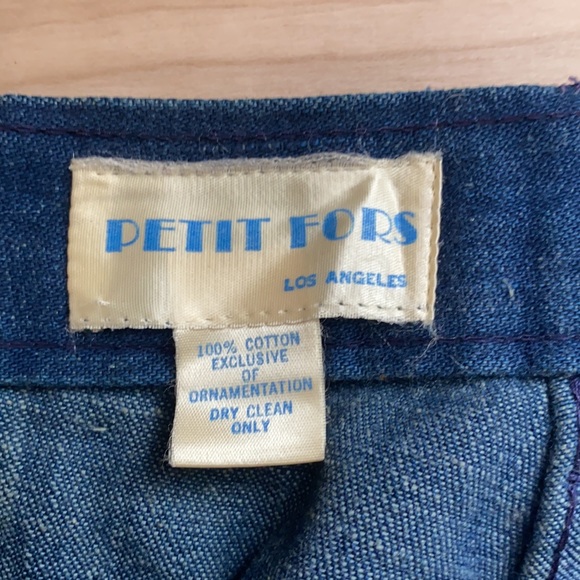 PETIT FORS
LOS ANGELES
100% COTTON
EXCLUSIVE
OF
ORNAMENTATION
DRY CLEAN
ONLY